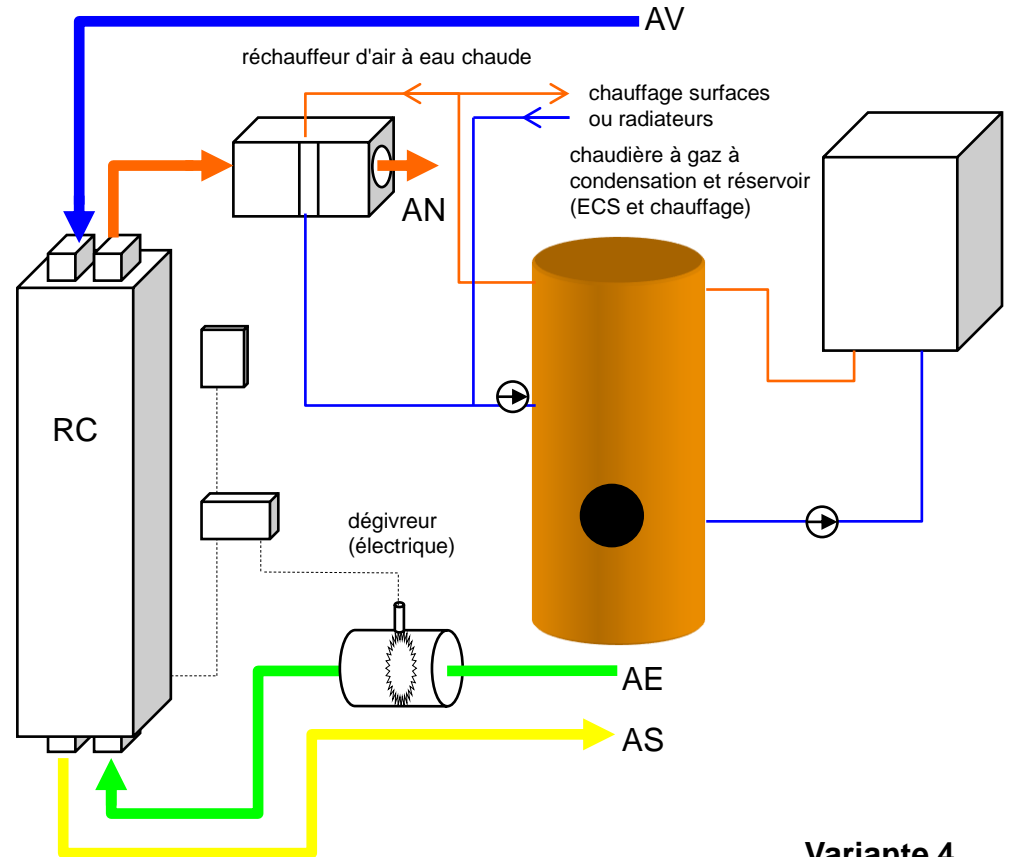 AV
réchauffeur d'air à eau chaude
chauffage surfaces
ou radiateurs
chaudière à gaz à
condensation et réservoir
(ECS et chauffage)
AN
RC
dégivreur
(électrique)
AE
AS
Variante 4